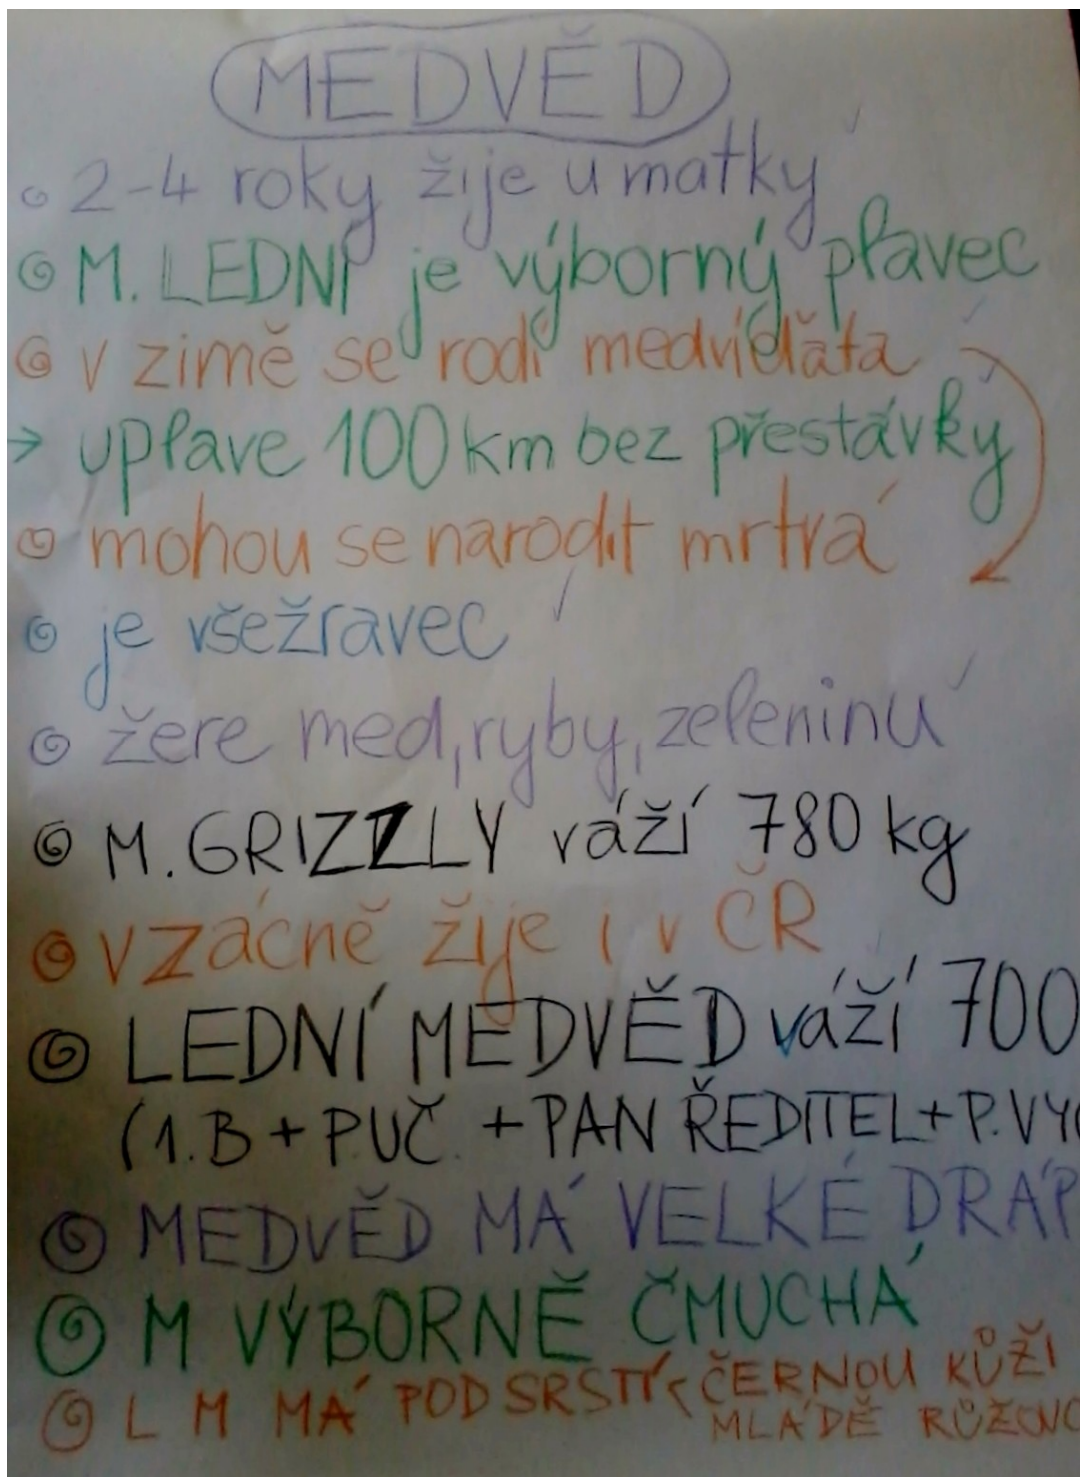 MEDVĚD
2-4 roky žije u matky
M. LEDNÍ je výborný plavec
v zimě se rodí medvíďata
→ uplave 100 km bez přestávky
mohou se narodit mrtvá
je všežravec
žere med, ryby, zeleninu
M. GRIZZLY váží 780 kg
vzácně žije i v ČR
LEDNÍ MEDVĚD váží 700
(1.B + P.UČ. + PAN ŘEDITEL + P.VY
MEDVĚD MÁ VELKÉ DRÁP
M VÝBORNĚ ČMUCHÁ
L M MÁ POD SRSTÍ < ČERNOU KŮŽI
MLÁDĚ RŮŽOVO